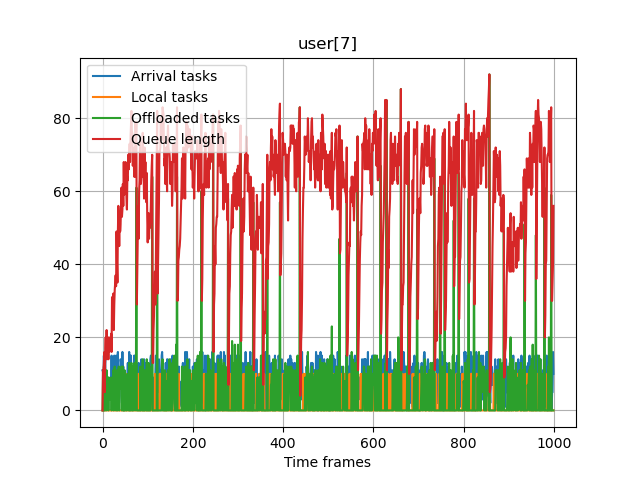 user[7]
Arrival tasks
Local tasks
Offloaded tasks
Queue length
80
60
40
20
0
0 200 400 600 800 1000
Time frames